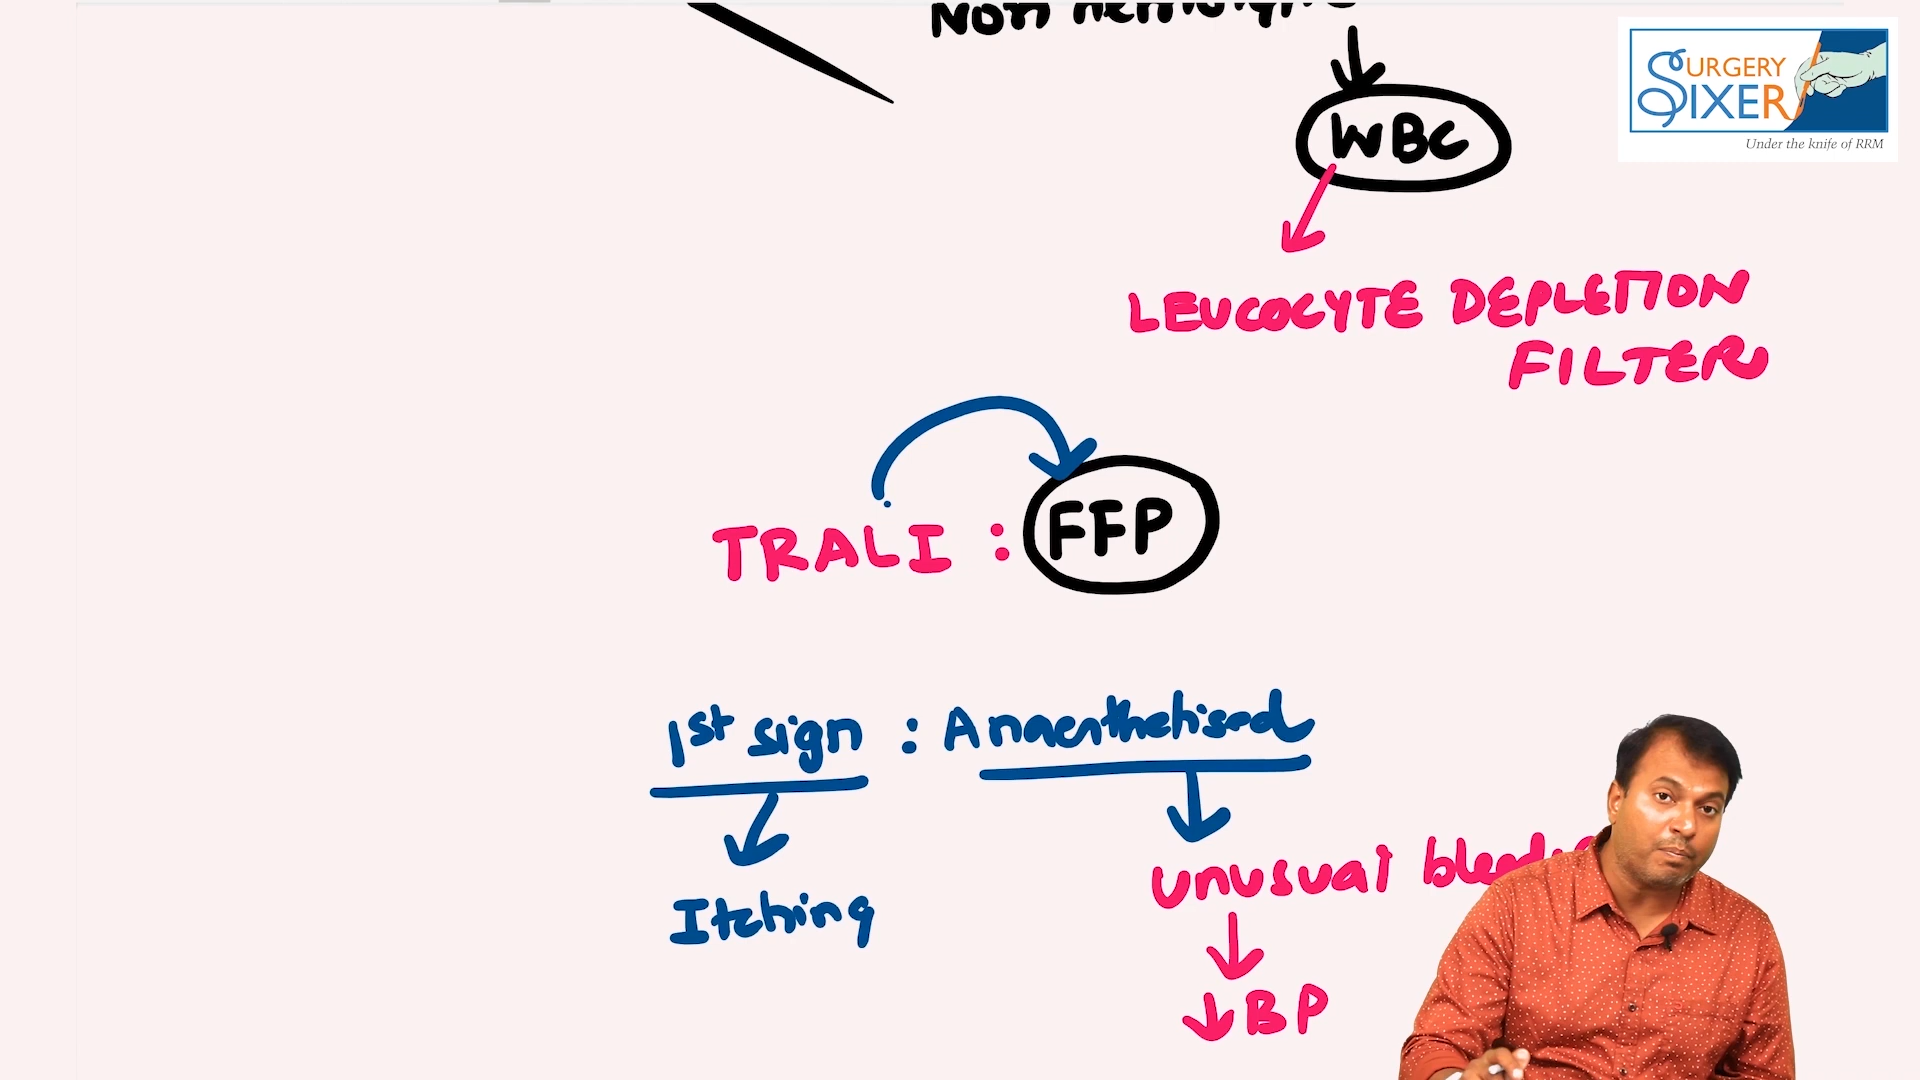 NON
WBC
SURGERY
SIXER
Under the knife of RRM
LEUCOCYTE DEPLETION
FILTER
TRALI : FFP
1st sign : Anaesthetised
Itching
unusual
↓BP